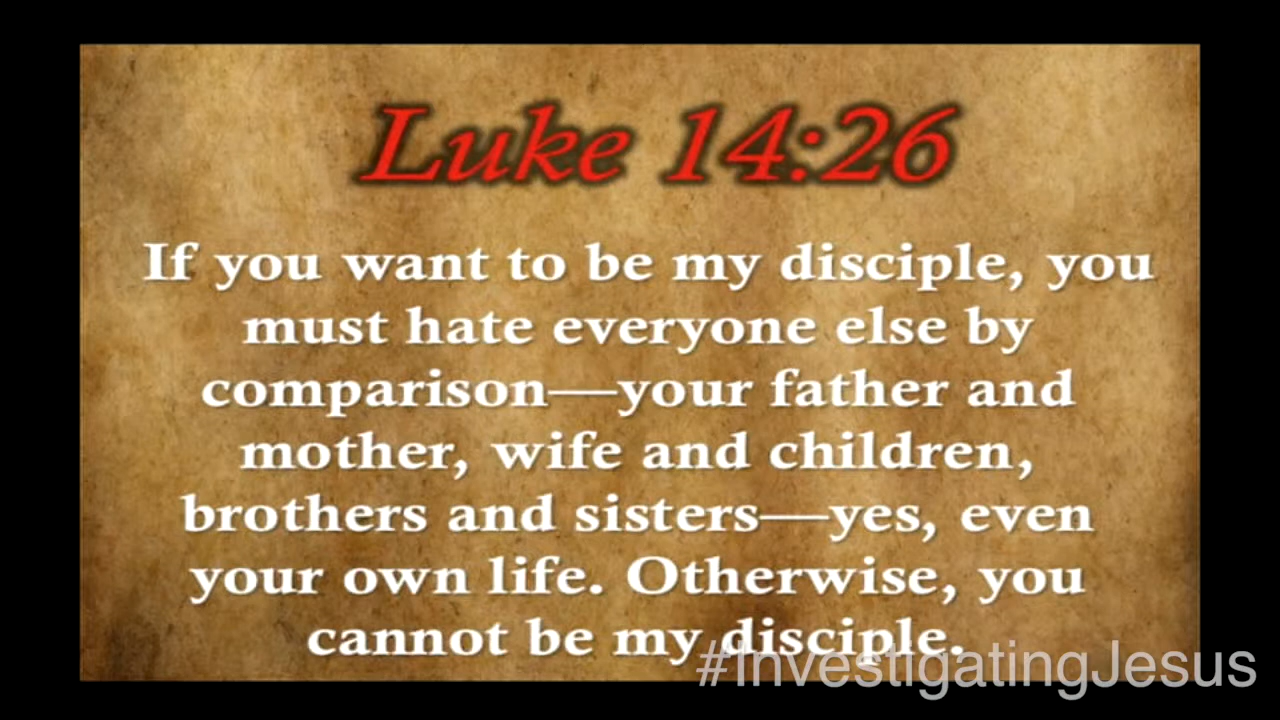 Luke 14:26
If you want to be my disciple, you
must hate everyone else by
comparison—your father and
mother, wife and children,
brothers and sisters—yes, even
your own life. Otherwise, you
cannot be my disciple.
#InvestigatingJesus